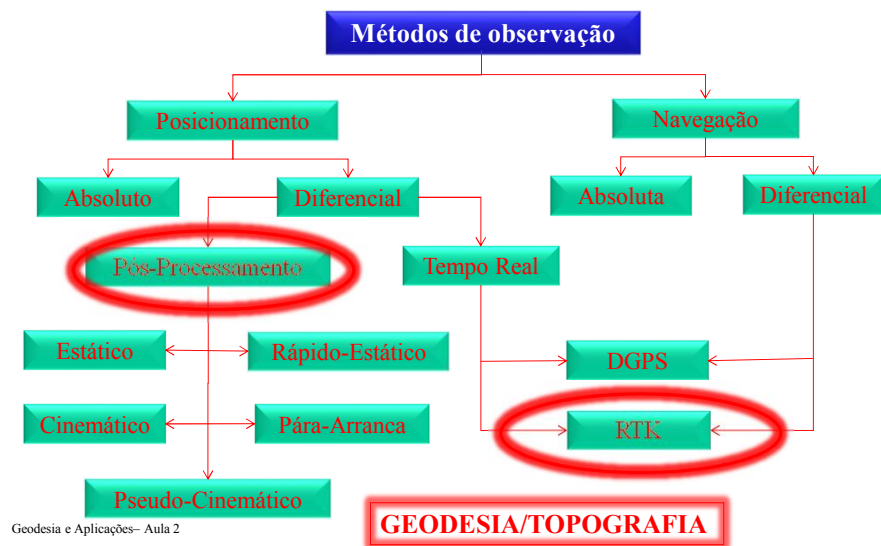 Métodos de observação
Posicionamento
Navegação
Absoluto
Diferencial
Absoluta
Diferencial
Pós-Processamento
Tempo Real
Estático
Rápido-Estático
DGPS
Cinemático
Pára-Arranca
RTK
Pseudo-Cinemático
Geodesia e Aplicações– Aula 2
GEODESIA/TOPOGRAFIA